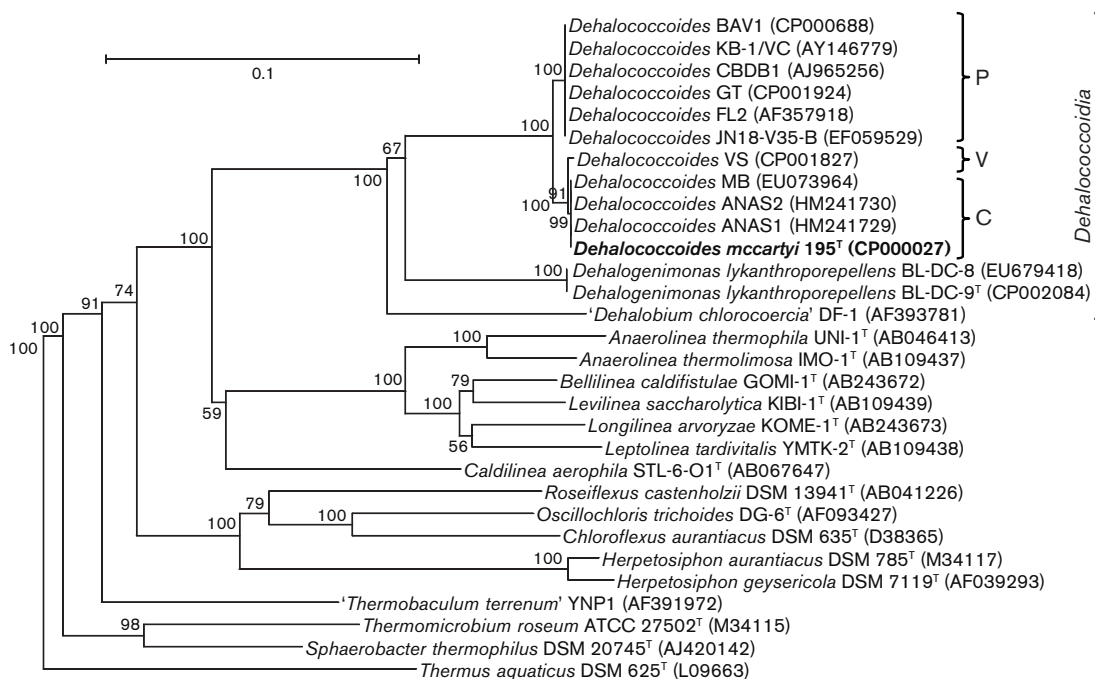 Dehalococcoides BAV1 (CP000688)
Dehalococcoides KB-1/VC (AY146779)
Dehalococcoides CBDB1 (AJ965256)
Dehalococcoides GT (CP001924)
Dehalococcoides FL2 (AF357918)
Dehalococcoides JN18-V35-B (EF059529)
Dehalococcoides VS (CP001827)
Dehalococcoides MB (EU073964)
Dehalococcoides ANAS2 (HM241730)
Dehalococcoides ANAS1 (HM241729)
Dehalococcoides mccartyi 195ᵀ (CP000027)
Dehalogenimonas lykanthroporepellens BL-DC-8 (EU679418)
Dehalogenimonas lykanthroporepellens BL-DC-9ᵀ (CP002084)
'Dehalobium chlorocoercia' DF-1 (AF393781)
Anaerolinea thermophila UNI-1ᵀ (AB046413)
Anaerolinea thermolimosa IMO-1ᵀ (AB109437)
Bellilinea caldifistulae GOMI-1ᵀ (AB243672)
Levilinea saccharolytica KIBI-1ᵀ (AB109439)
Longilinea arvoryzae KOME-1ᵀ (AB243673)
Leptolinea tardivitalis YMTK-2ᵀ (AB109438)
Caldilinea aerophila STL-6-O1ᵀ (AB067647)
Roseiflexus castenholzii DSM 13941ᵀ (AB041226)
Oscillochloris trichoides DG-6ᵀ (AF093427)
Chloroflexus aurantiacus DSM 635ᵀ (D38365)
Herpetosiphon aurantiacus DSM 785ᵀ (M34117)
Herpetosiphon geysericola DSM 7119ᵀ (AF039293)
'Thermobaculum terrenum' YNP1 (AF391972)
Thermomicrobium roseum ATCC 27502ᵀ (M34115)
Sphaerobacter thermophilus DSM 20745ᵀ (AJ420142)
Thermus aquaticus DSM 625ᵀ (L09663)
P
V
C
Dehalococcoidia
0.1
100
100
67
100
91
100
99
100
100
74
91
100
100
100
100
79
100
59
56
79
100
100
100
98